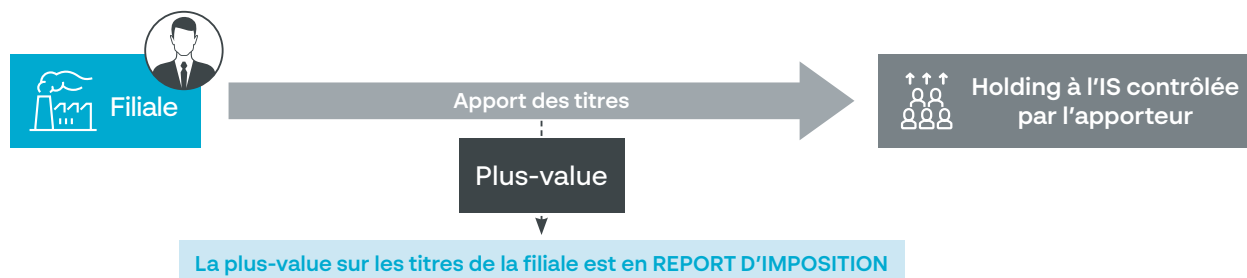 Filiale
Apport des titres
Holding à l'IS contrôlée
par l'apporteur
Plus-value
La plus-value sur les titres de la filiale est en REPORT D'IMPOSITION